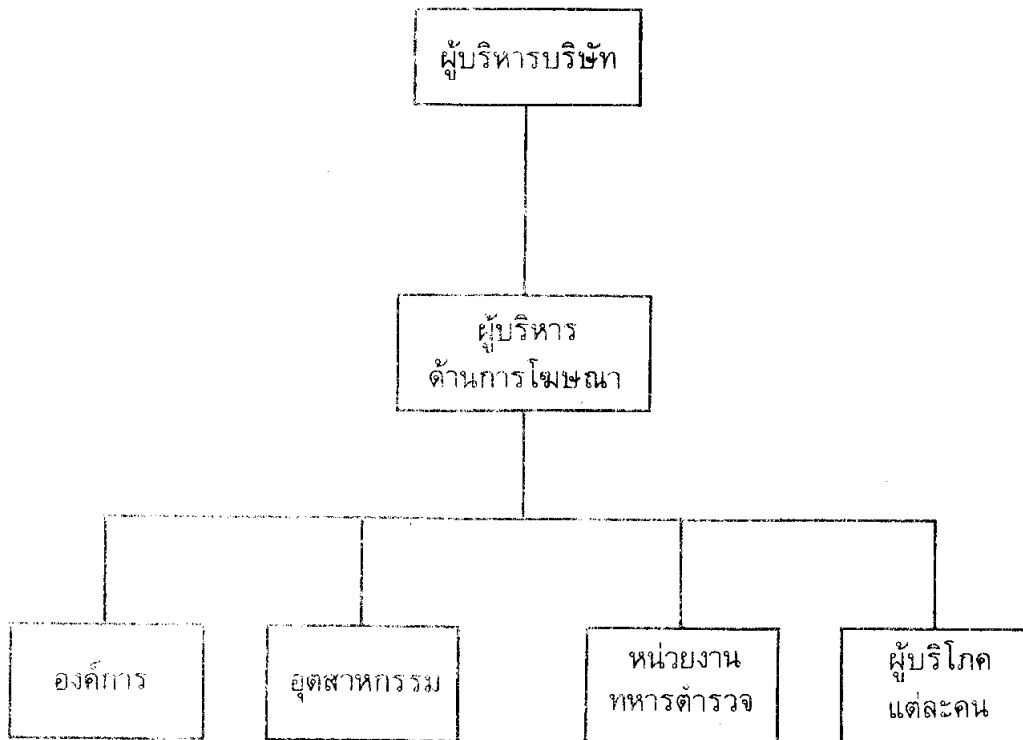 ผู้บริหารบริษัท
ผู้บริหาร
ด้านการโฆษณา
องค์การ
อุตสาหกรรม
หน่วยงาน
ทหารตำรวจ
ผู้บริโภค
แต่ละคน